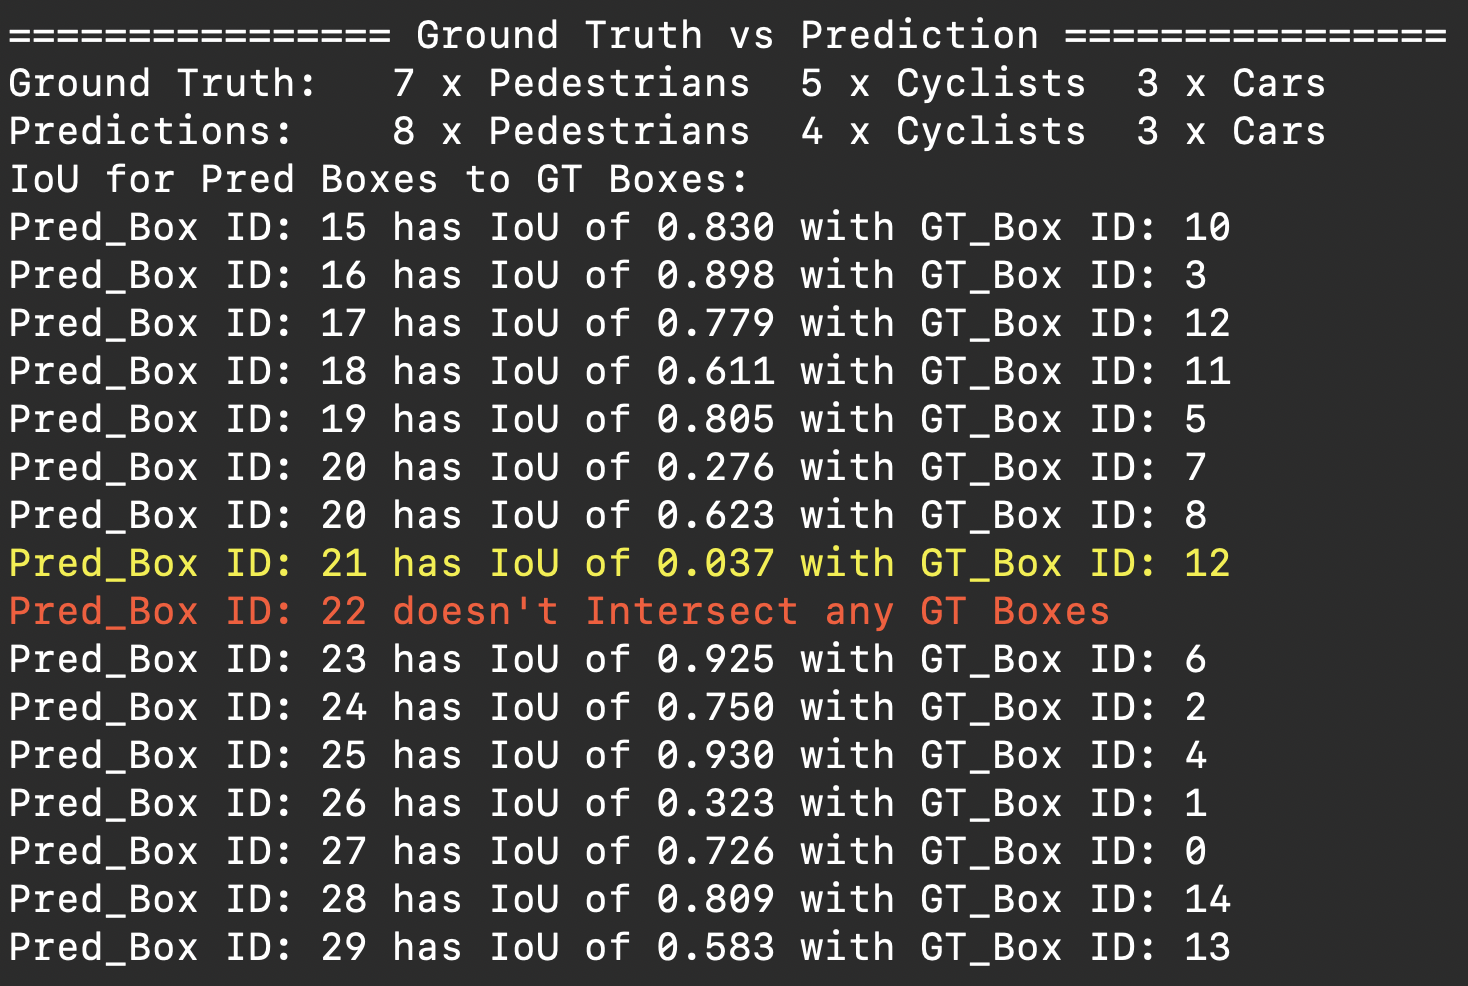 ================ Ground Truth vs Prediction ================
Ground Truth:   7 x Pedestrians  5 x Cyclists  3 x Cars
Predictions:    8 x Pedestrians  4 x Cyclists  3 x Cars
IoU for Pred Boxes to GT Boxes:
Pred_Box ID: 15 has IoU of 0.830 with GT_Box ID: 10
Pred_Box ID: 16 has IoU of 0.898 with GT_Box ID: 3
Pred_Box ID: 17 has IoU of 0.779 with GT_Box ID: 12
Pred_Box ID: 18 has IoU of 0.611 with GT_Box ID: 11
Pred_Box ID: 19 has IoU of 0.805 with GT_Box ID: 5
Pred_Box ID: 20 has IoU of 0.276 with GT_Box ID: 7
Pred_Box ID: 20 has IoU of 0.623 with GT_Box ID: 8
Pred_Box ID: 21 has IoU of 0.037 with GT_Box ID: 12
Pred_Box ID: 22 doesn't Intersect any GT Boxes
Pred_Box ID: 23 has IoU of 0.925 with GT_Box ID: 6
Pred_Box ID: 24 has IoU of 0.750 with GT_Box ID: 2
Pred_Box ID: 25 has IoU of 0.930 with GT_Box ID: 4
Pred_Box ID: 26 has IoU of 0.323 with GT_Box ID: 1
Pred_Box ID: 27 has IoU of 0.726 with GT_Box ID: 0
Pred_Box ID: 28 has IoU of 0.809 with GT_Box ID: 14
Pred_Box ID: 29 has IoU of 0.583 with GT_Box ID: 13